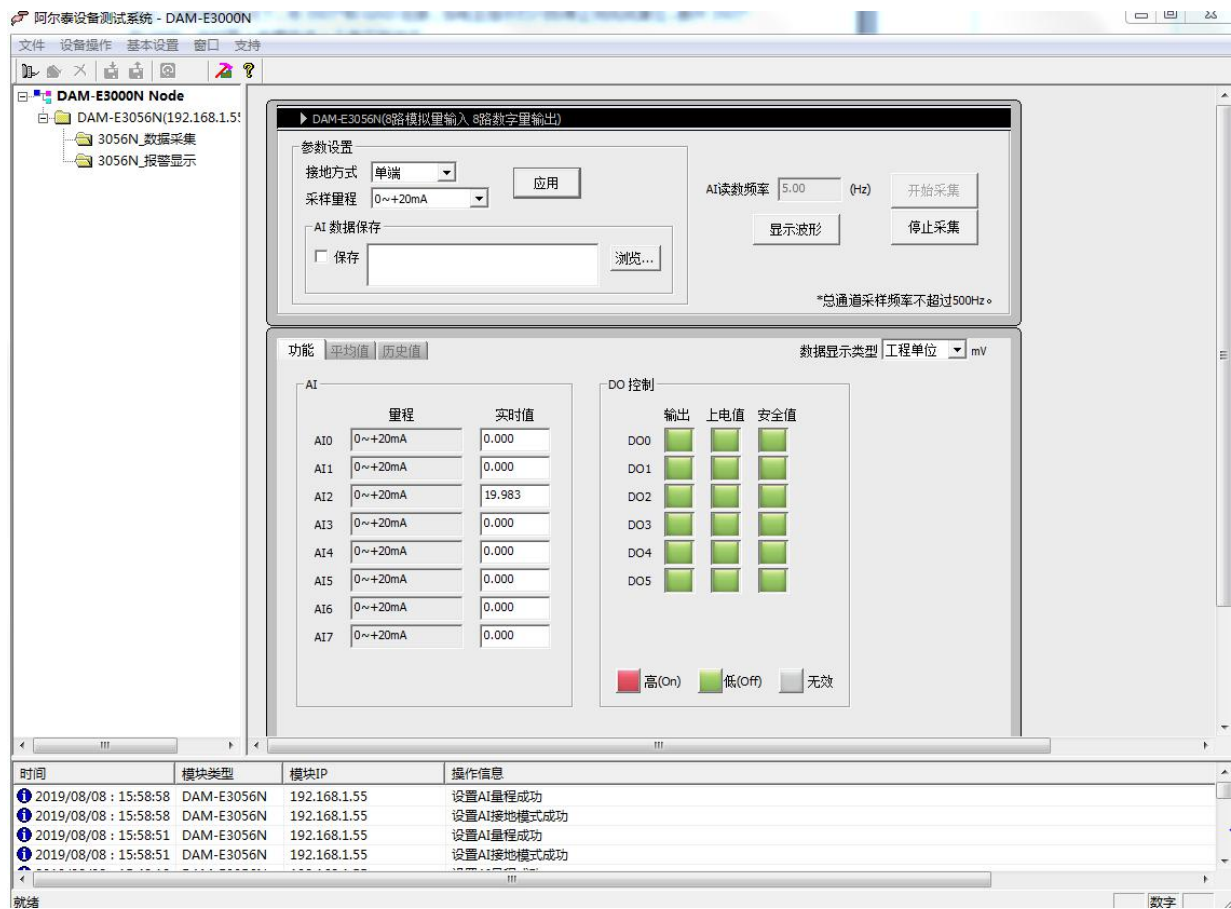 阿尔泰设备测试系统 - DAM-E3000N
文件 设备操作 基本设置 窗口 支持
DAM-E3000N Node
DAM-E3056N(192.168.1.5
3056N_数据采集
3056N_报警显示
DAM-E3056N(8路模拟量输入 8路数字量输出)
参数设置
接地方式 单端
采样量程 0~+20mA
应用
AI 数据保存
保存
浏览...
AI读数频率 5.00 (Hz) 开始采集
显示波形 停止采集
*总通道采样频率不超过500Hz。
功能 平均值 历史值 数据显示类型 工程单位 mV
AI
量程 实时值
AI0 0~+20mA 0.000
AI1 0~+20mA 0.000
AI2 0~+20mA 19.983
AI3 0~+20mA 0.000
AI4 0~+20mA 0.000
AI5 0~+20mA 0.000
AI6 0~+20mA 0.000
AI7 0~+20mA 0.000
DO 控制
输出 上电值 安全值
DO0
DO1
DO2
DO3
DO4
DO5
高(On) 低(Off) 无效
时间 模块类型 模块IP 操作信息
2019/08/08 : 15:58:58 DAM-E3056N 192.168.1.55 设置AI量程成功
2019/08/08 : 15:58:58 DAM-E3056N 192.168.1.55 设置AI接地模式成功
2019/08/08 : 15:58:51 DAM-E3056N 192.168.1.55 设置AI量程成功
2019/08/08 : 15:58:51 DAM-E3056N 192.168.1.55 设置AI接地模式成功
就绪 数字